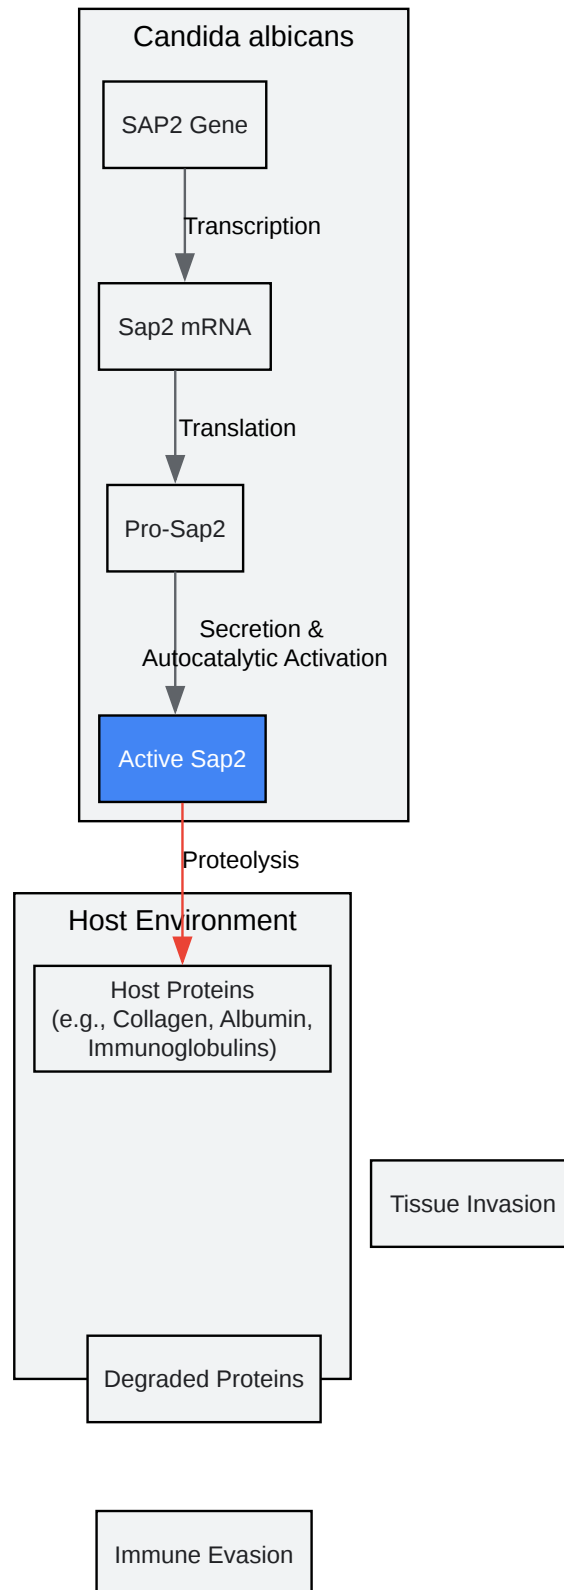 Candida albicans
SAP2 Gene
Transcription
Sap2 mRNA
Translation
Pro-Sap2
Secretion &
Autocatalytic Activation
Active Sap2
Proteolysis
Host Environment
Host Proteins
(e.g., Collagen, Albumin,
Immunoglobulins)
Tissue Invasion
Degraded Proteins
Immune Evasion